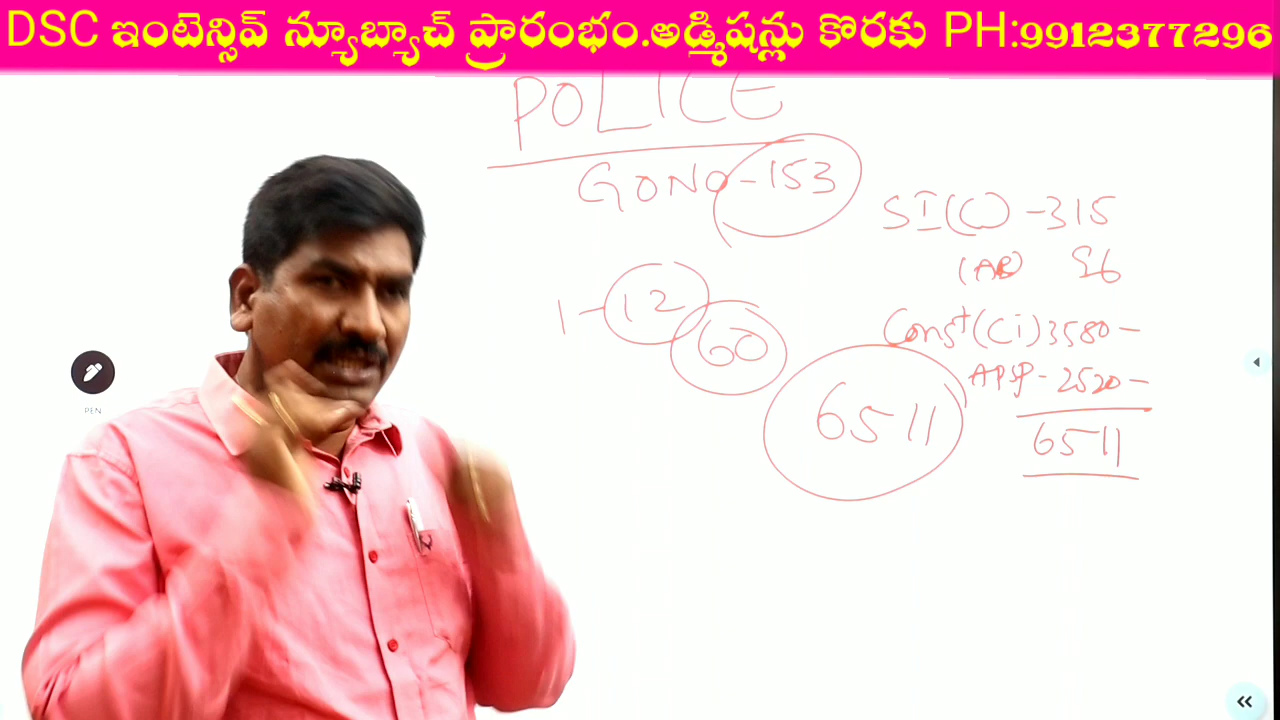 DSC ఇంటెన్సివ్ న్యూబ్యాచ్ ప్రారంభం.అడ్మిషన్లు కొరకు PH:9912377296
POLICE
GONO-153
SI(C) -315
(AR) 96
1-12
60
Const(Ci)3580-
APSP-2520-
6511
6511
PEN